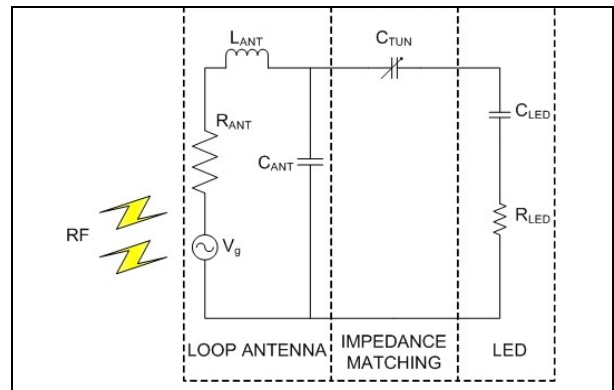 LANT
CTUN
RANT
CANT
CLED
RLED
RF
Vg
LOOP ANTENNA
IMPEDANCE
MATCHING
LED